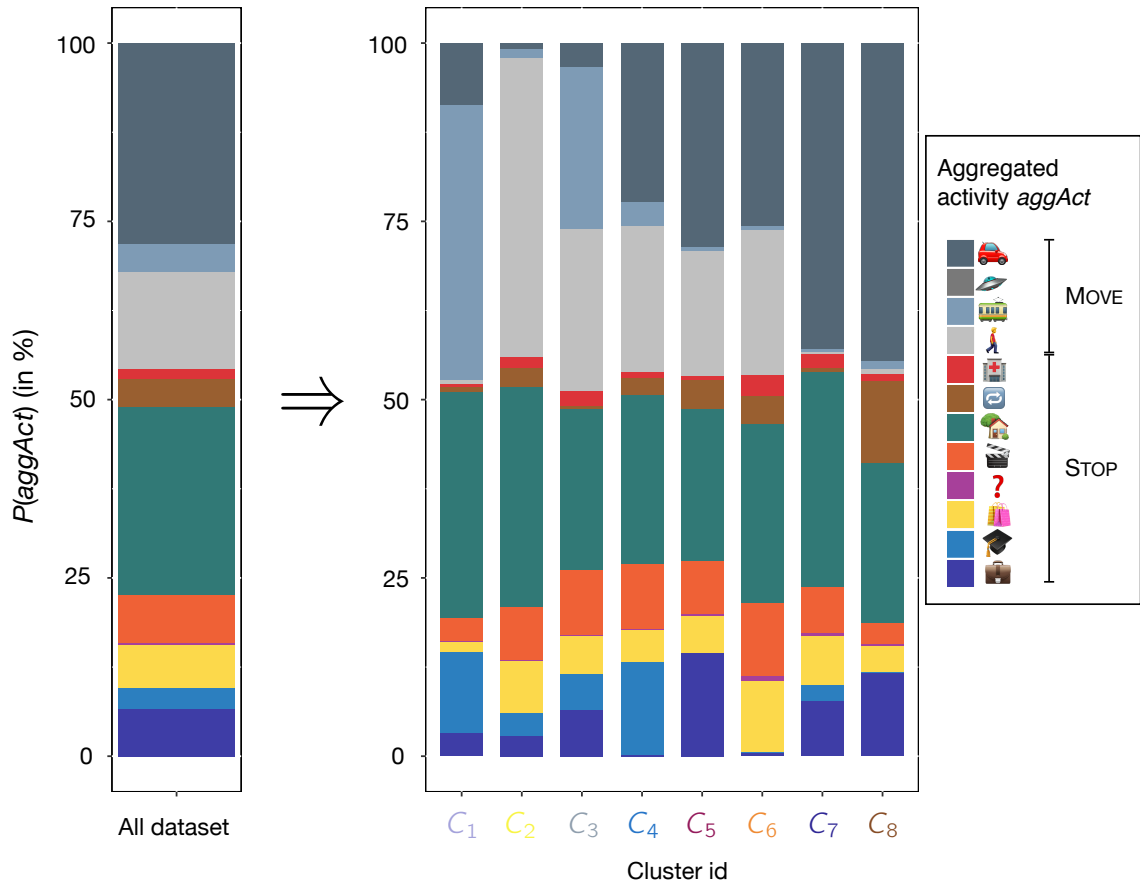 P(aggAct) (in %)
100
75
50
25
0
All dataset
⇒
100
75
50
25
0
C1
C2
C3
C4
C5
C6
C7
C8
Cluster id
Aggregated
activity aggAct
MOVE
?
STOP